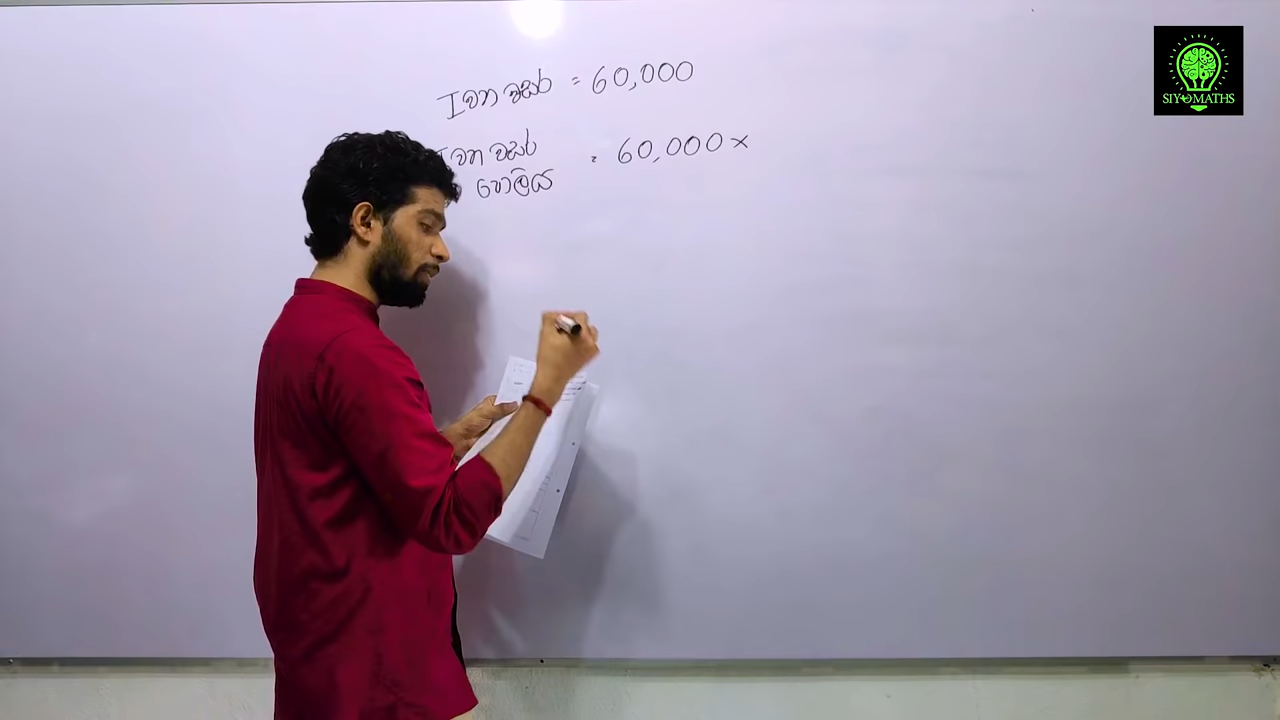 I වන වසර = 60,000
I වන වසර = 60,000 ×
පොලිය
SIYOMATHS